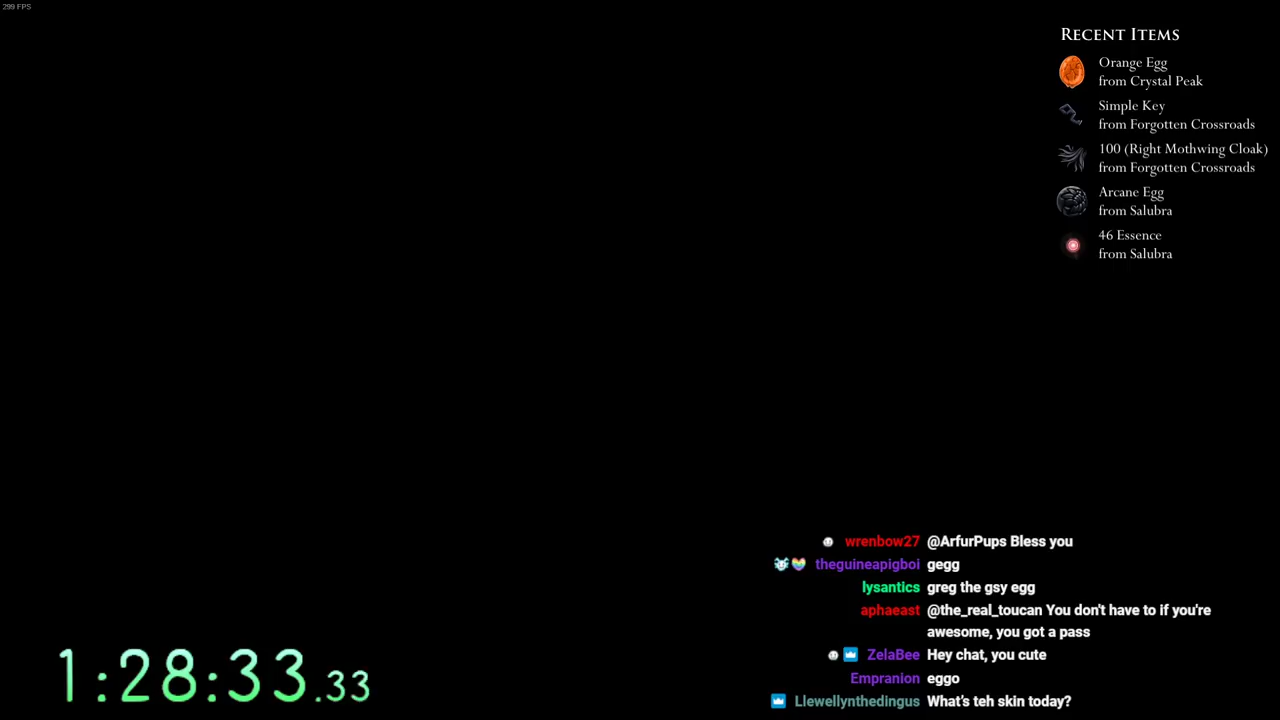 299 FPS
Recent Items
Orange Egg
from Crystal Peak
Simple Key
from Forgotten Crossroads
100 (Right Mothwing Cloak)
from Forgotten Crossroads
Arcane Egg
from Salubra
46 Essence
from Salubra
wrenbow27 @ArfurPups Bless you
theguineapigboi gegg
lysantics greg the gsy egg
aphaeast @the_real_toucan You don't have to if you're
awesome, you got a pass
ZelaBee Hey chat, you cute
Empranion eggo
Llewellynthedingus What's teh skin today?
1:28:33.33